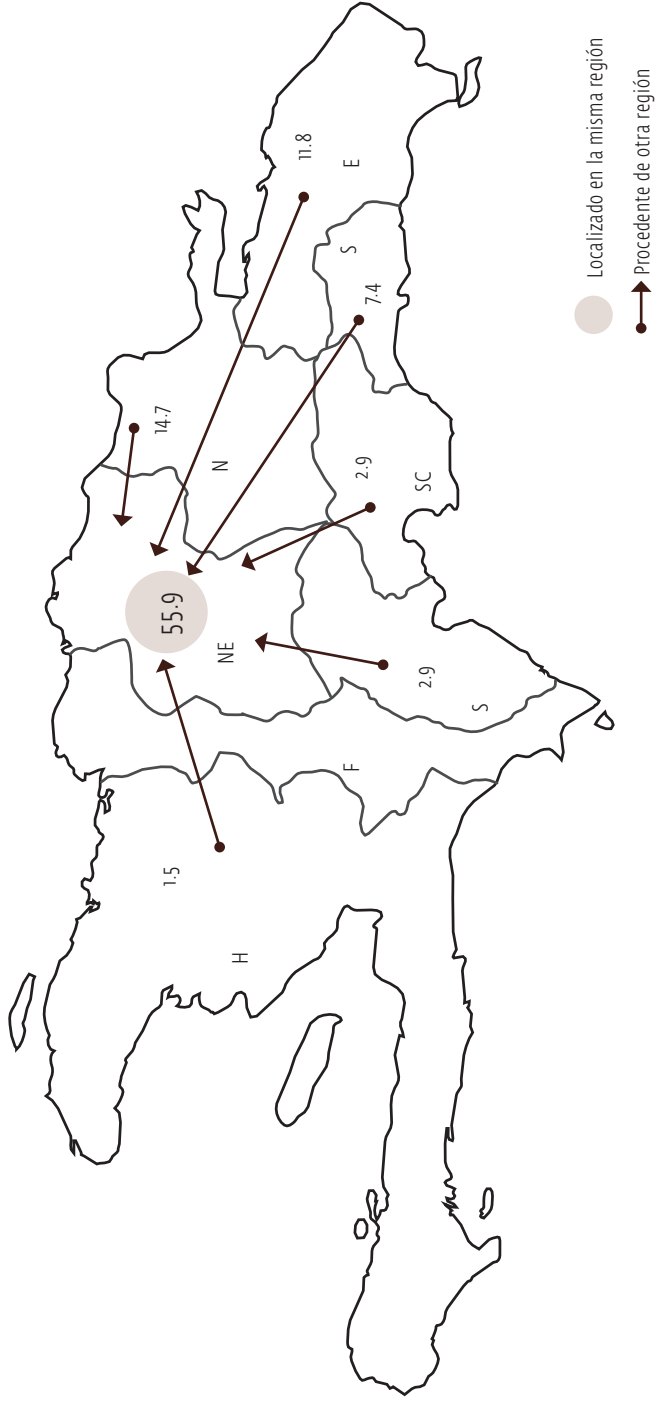 1.5
55.9
14.7
N
NE
H
11.8
F
S
E
2.9
7.4
SC
2.9
S
Localizado en la misma región
Procedente de otra región